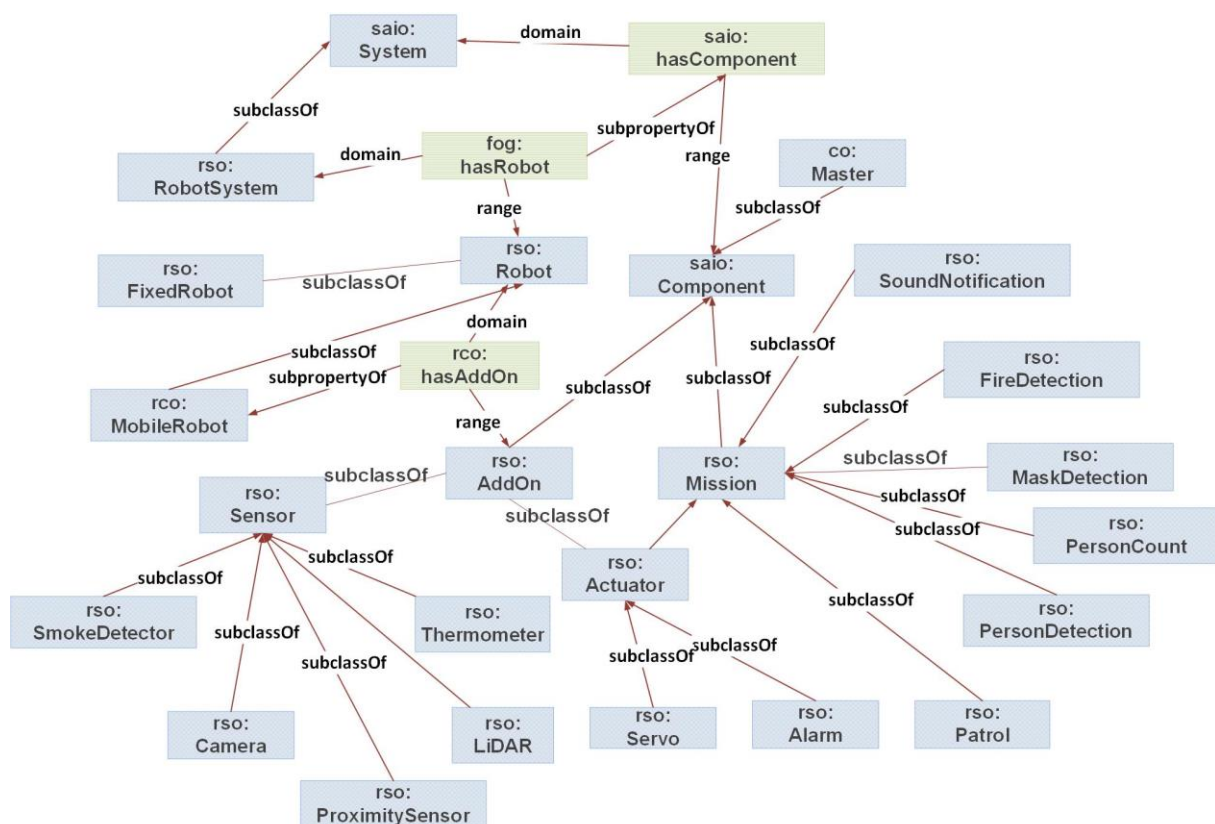 saio:
System
domain
saio:
hasComponent
subclassOf
subpropertyOf
fog:
hasRobot
domain
rso:
RobotSystem
range
co:
Master
range
subclassOf
rso:
Robot
rso:
FixedRobot
subclassOf
saio:
Component
rso:
SoundNotification
domain
subclassOf
subclassOf
rco:
hasAddOn
subpropertyOf
subclassOf
subclassOf
rso:
FireDetection
rco:
MobileRobot
range
subclassOf
rso:
AddOn
rso:
Mission
subclassOf
rso:
MaskDetection
subclassOf
rso:
Sensor
subclassOf
subclassOf
subclassOf
rso:
PersonCount
subclassOf
subclassOf
rso:
Actuator
rso:
SmokeDetector
rso:
Thermometer
subclassOf
rso:
PersonDetection
subclassOf
subclassOf
subclassOf
subclassOf
rso:
Camera
rso:
LiDAR
rso:
Servo
rso:
Alarm
rso:
Patrol
rso:
ProximitySensor